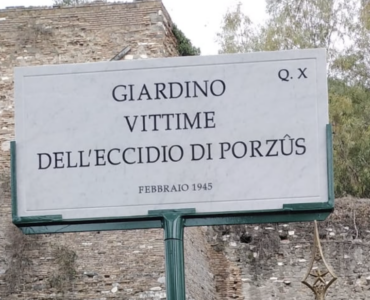 Q. X
GIARDINO
VITTIME
DELL'ECCIDIO DI PORZÛS
FEBBRAIO 1945